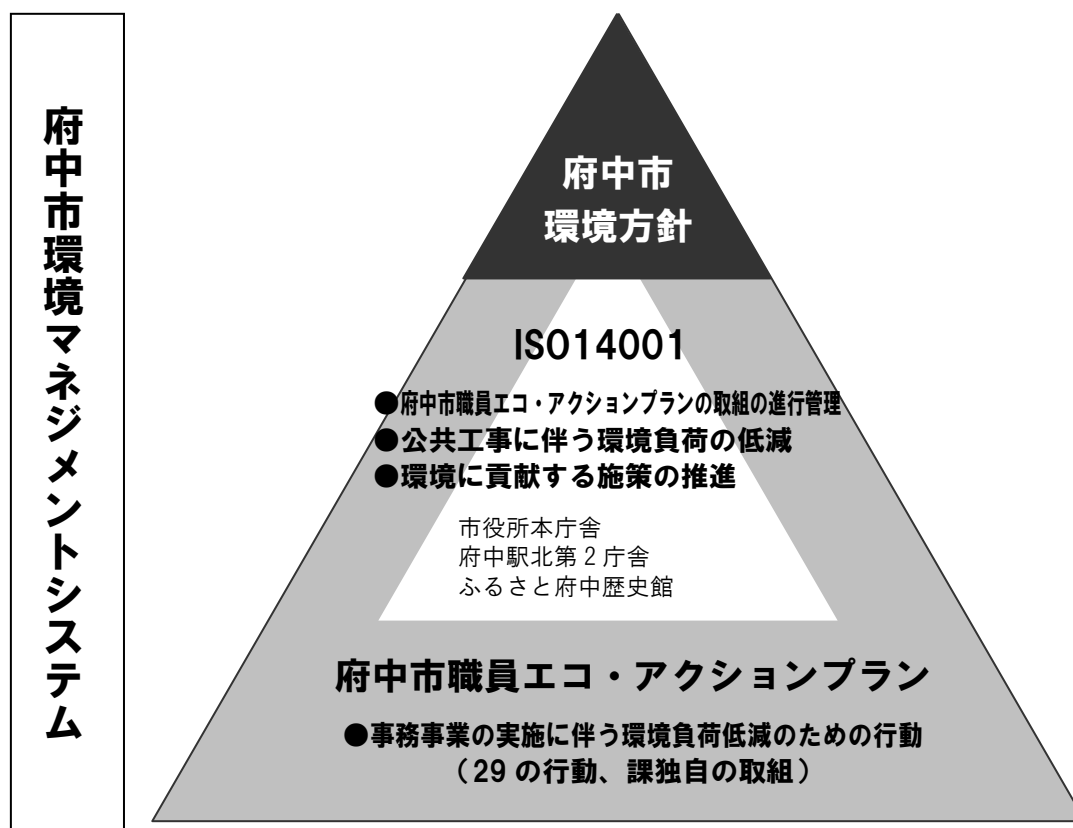 府中市環境マネジメントシステム
府中市
環境方針
ISO14001
●府中市職員エコ・アクションプランの取組の進行管理
●公共工事に伴う環境負荷の低減
●環境に貢献する施策の推進
市役所本庁舎
府中駅北第２庁舎
ふるさと府中歴史館
府中市職員エコ・アクションプラン
●事務事業の実施に伴う環境負荷低減のための行動
（29 の行動、課独自の取組）